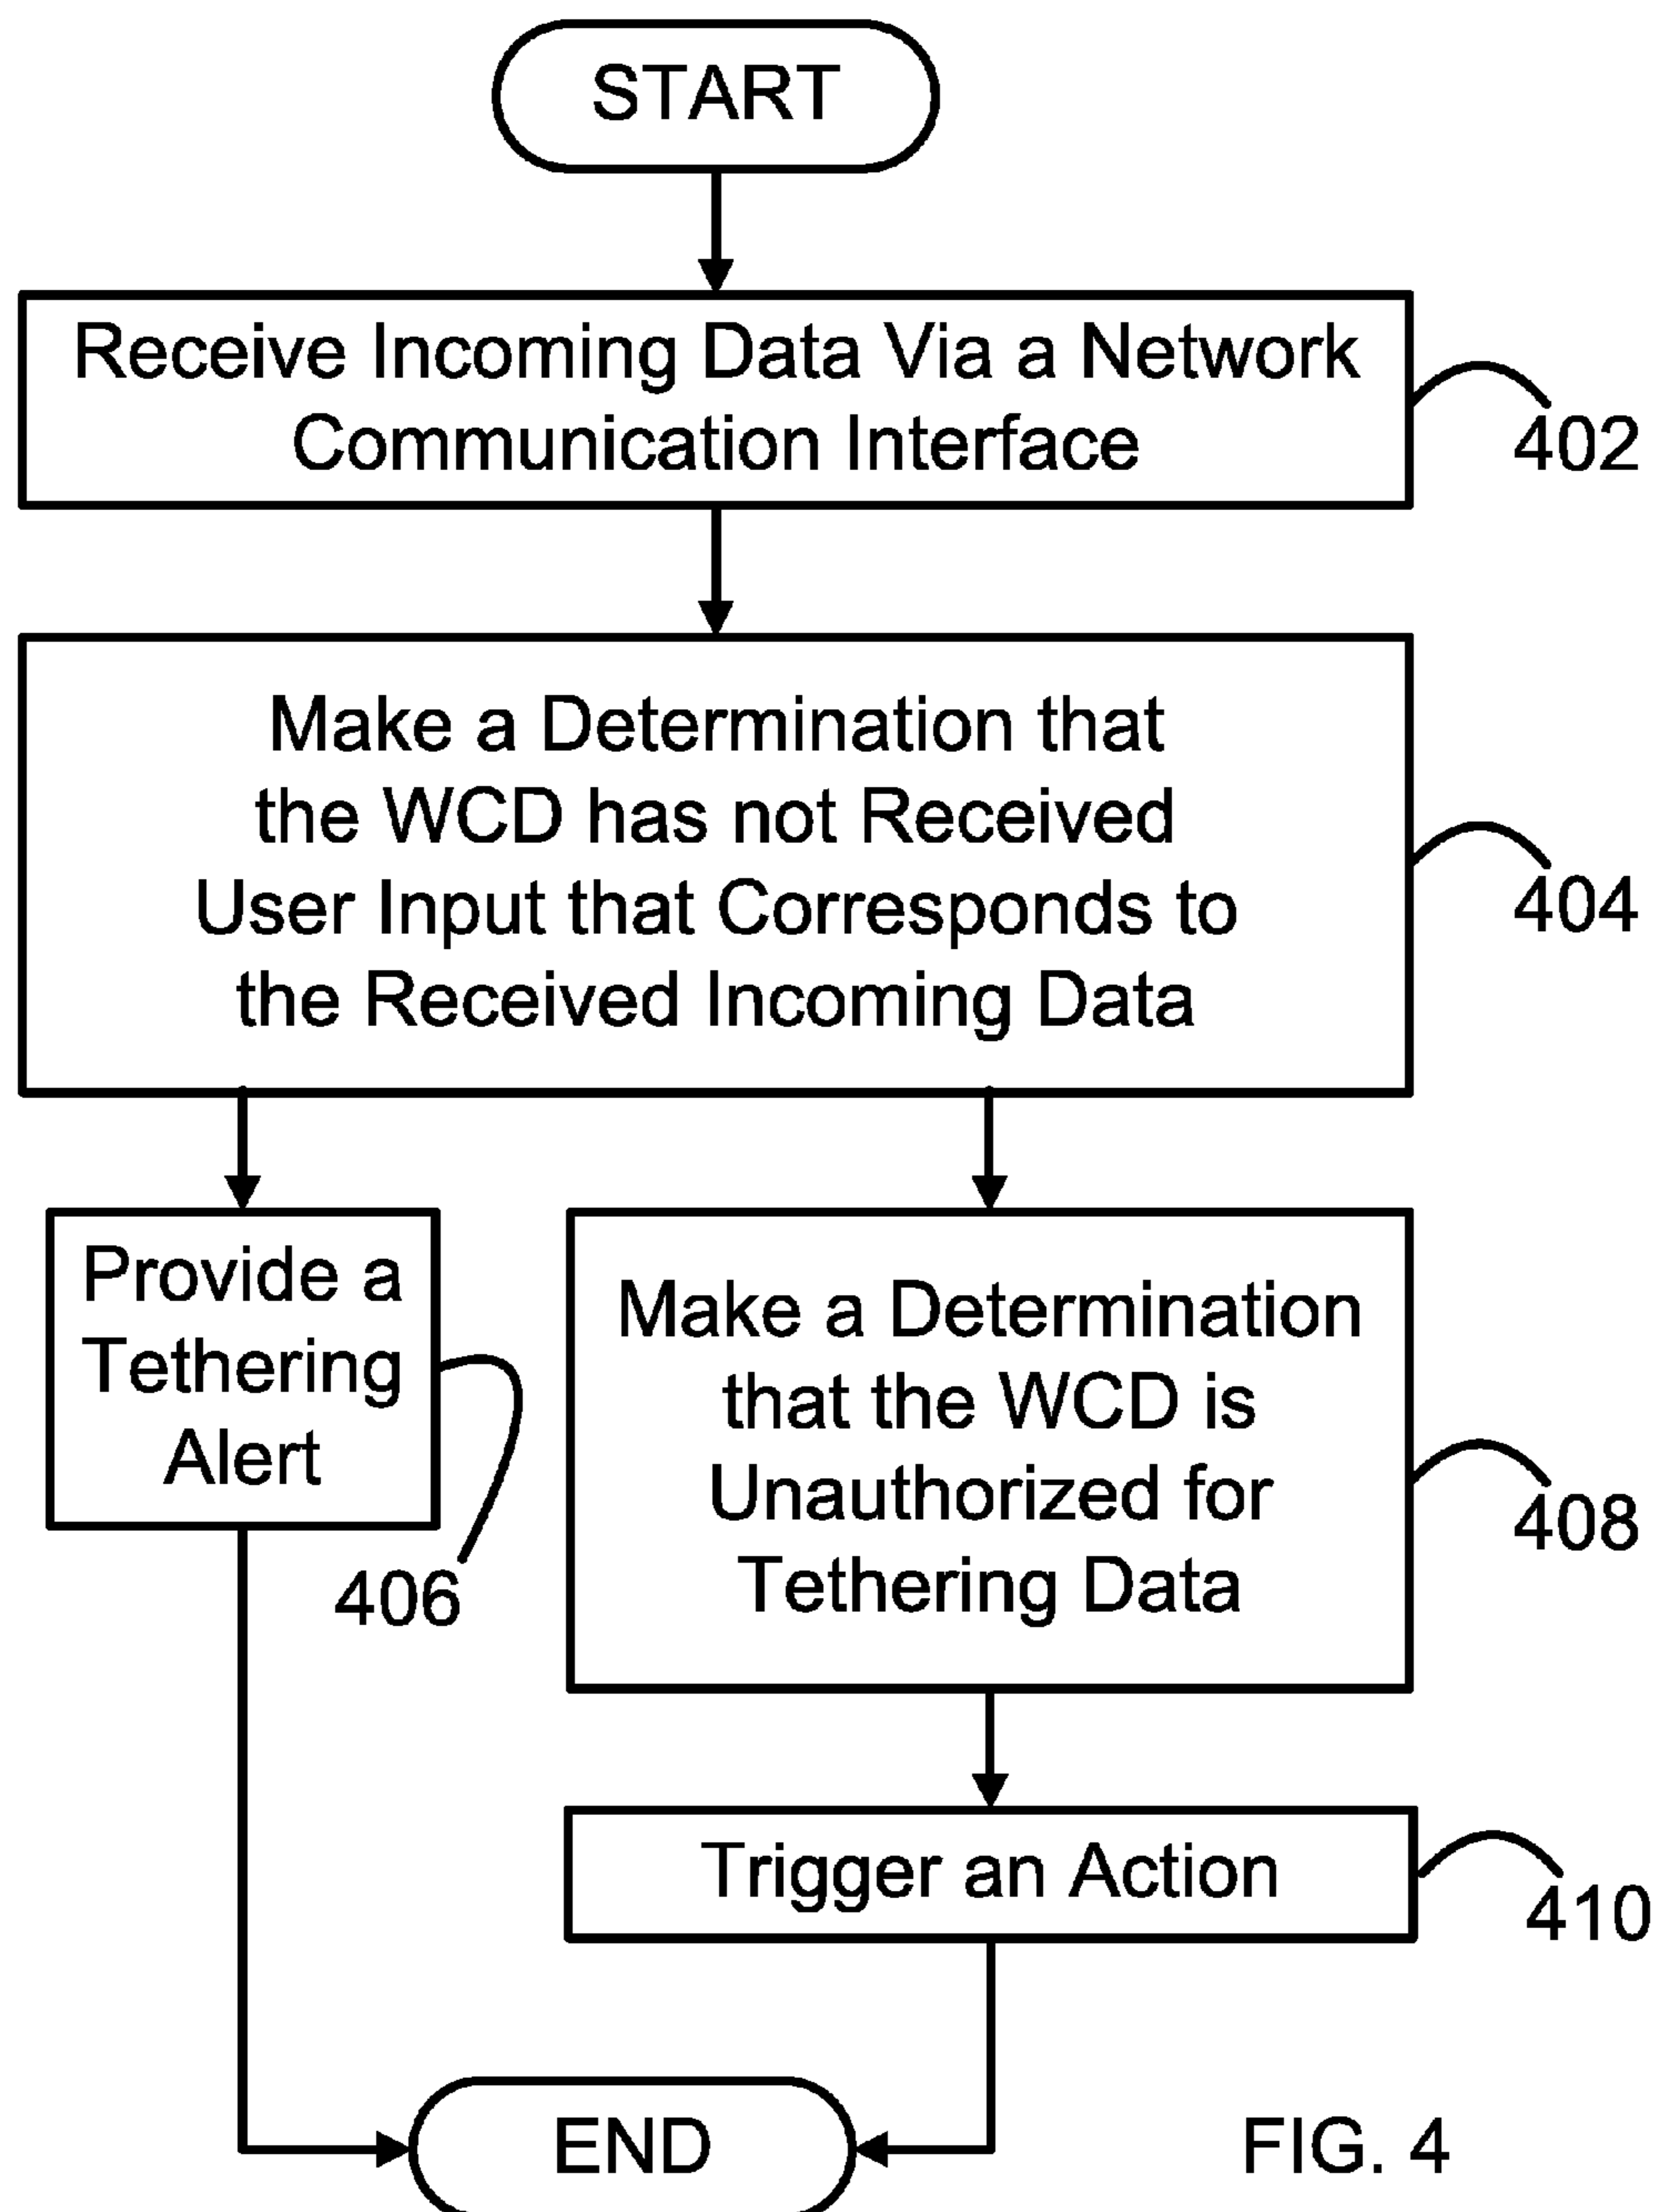 START
Receive Incoming Data Via a Network
Communication Interface
402
Make a Determination that
the WCD has not Received
User Input that Corresponds to
the Received Incoming Data
404
Provide a
Tethering
Alert
406
Make a Determination
that the WCD is
Unauthorized for
Tethering Data
408
Trigger an Action
410
END
FIG. 4